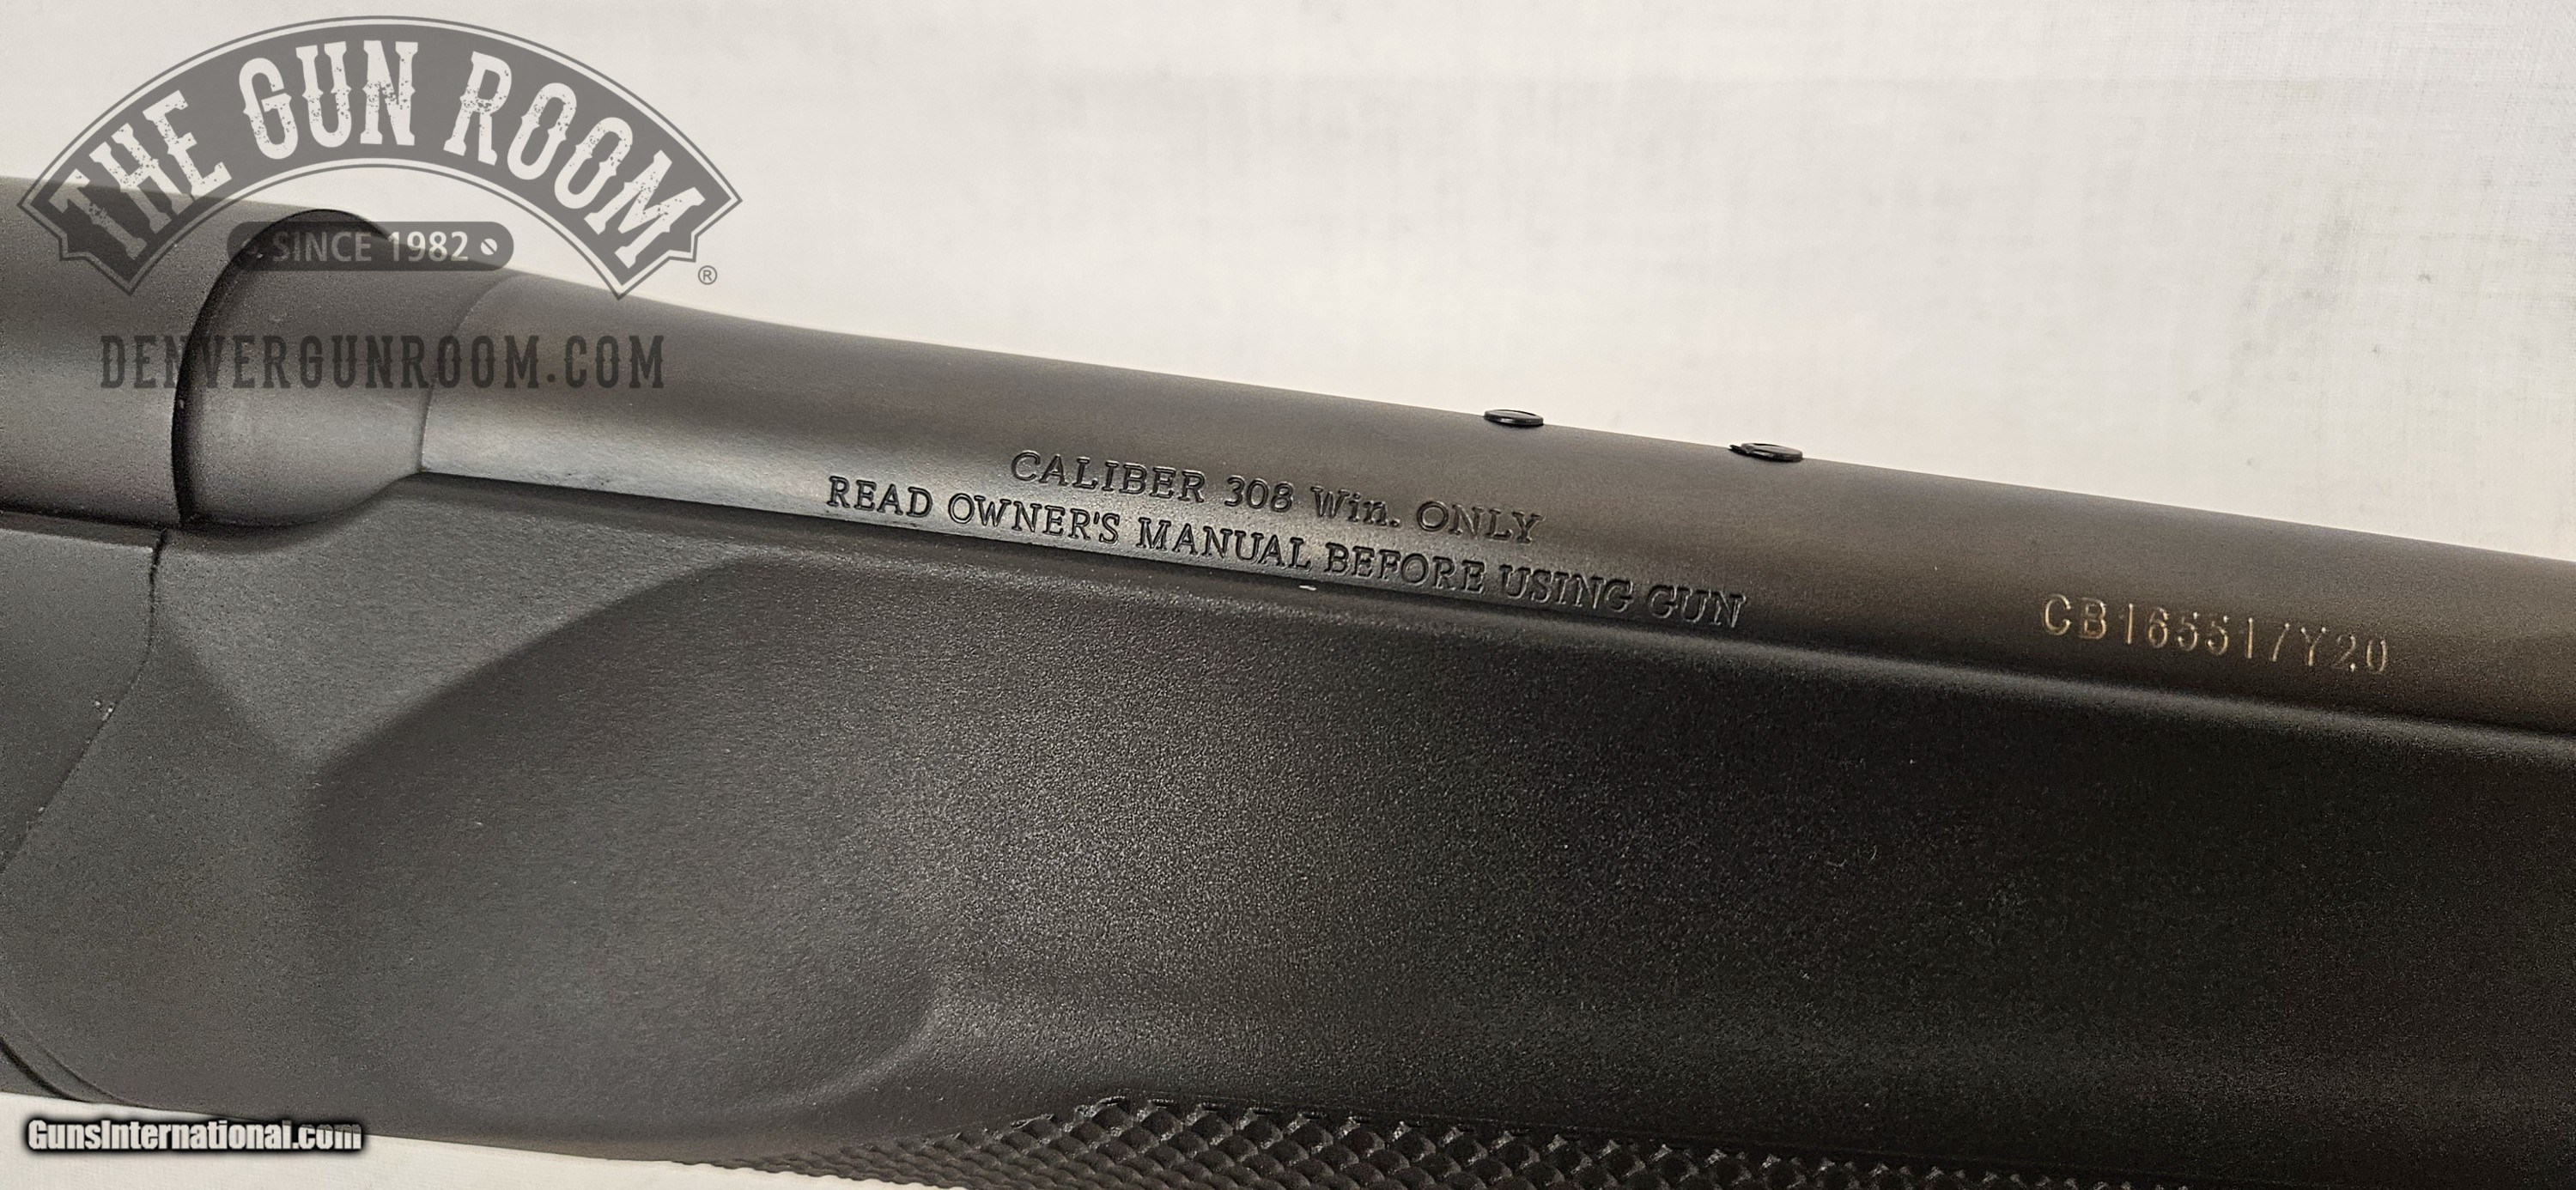 THE GUN ROOM
SINCE 1982
®
DENVERGUNROOM.COM
CALIBER 308 Win. ONLY
READ OWNER'S MANUAL BEFORE USING GUN
CB165517Y20
GunsInternational.com